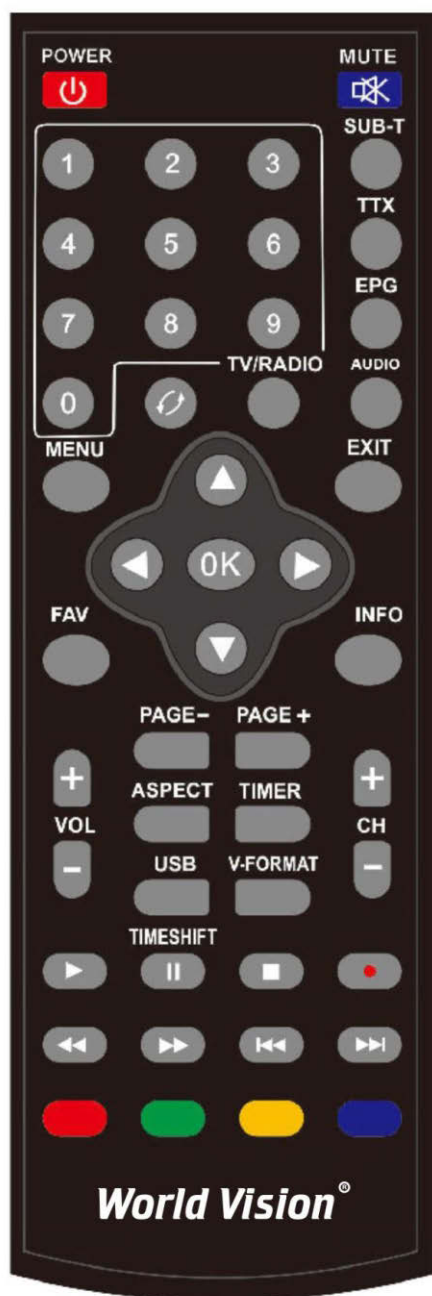 POWER MUTE
SUB-T
1 2 3
TTX
4 5 6
EPG
7 8 9
TV/RADIO AUDIO
0
MENU EXIT
OK
FAV INFO
PAGE− PAGE +
+ +
ASPECT TIMER
VOL CH
− −
USB V-FORMAT
TIMESHIFT
World Vision®